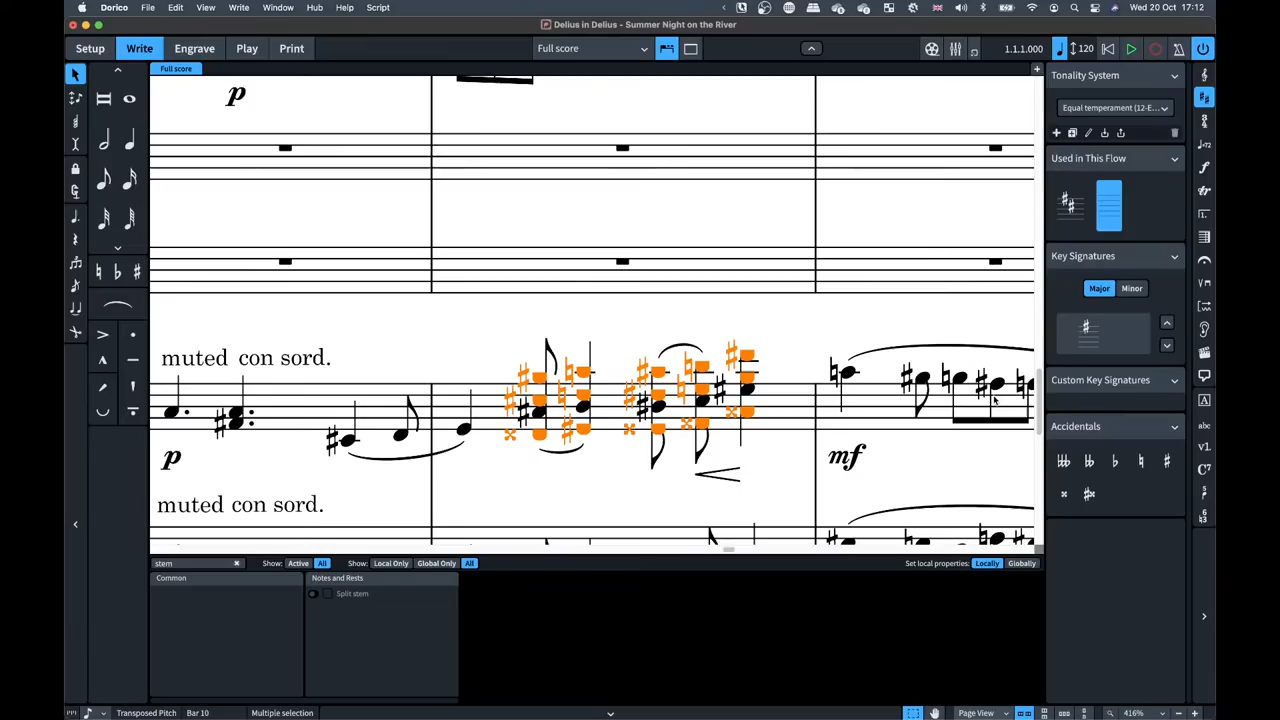 Dorico File Edit View Write Window Hub Help Script Wed 20 Oct 17:12
Delius in Delius - Summer Night on the River
Setup Write Engrave Play Print Full score 1.1.1.000 120
Full score
Tonality System
Equal temperament (12-E...
Used in This Flow
Key Signatures
Major Minor
Custom Key Signatures
Accidentals
p
muted con sord.
p
mf
muted con sord.
stem Show: Active All Show: Local Only Global Only All Set local properties: Locally Globally
Common Notes and Rests
Split stem
Transposed Pitch Bar 10 Multiple selection Page View 416%